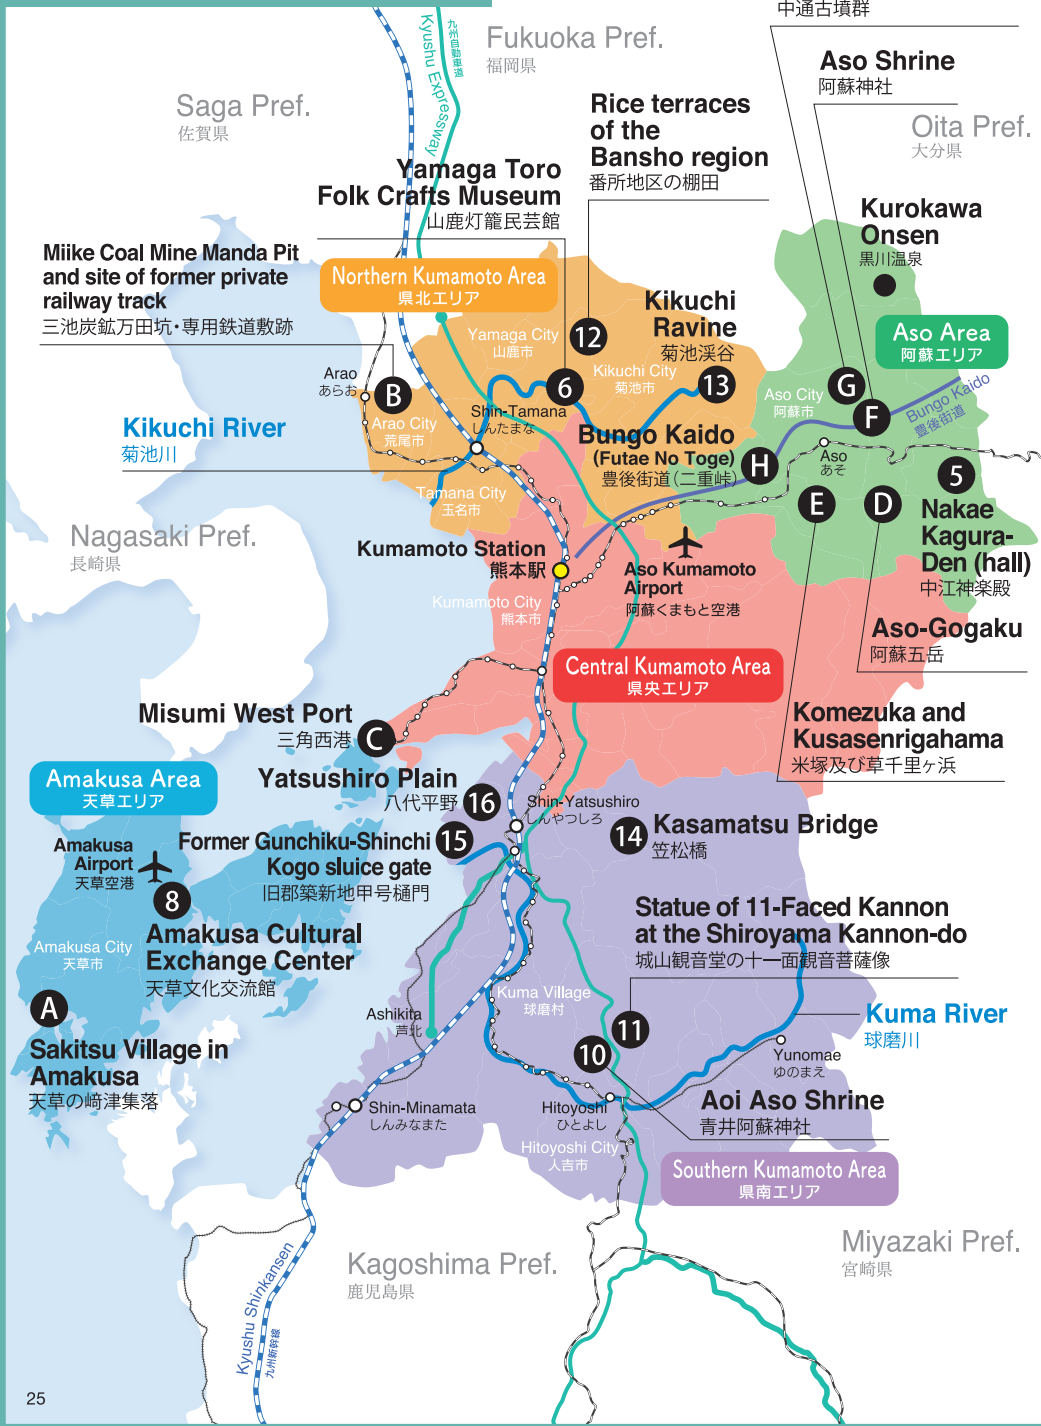 中通古墳群
Fukuoka Pref.
福岡県
Kyushu Expressway
九州自動車道
Saga Pref.
佐賀県
Aso Shrine
阿蘇神社
Oita Pref.
大分県
Rice terraces
of the
Bansho region
番所地区の棚田
Yamaga Toro
Folk Crafts Museum
山鹿灯籠民芸館
Kurokawa
Onsen
黒川温泉
Miike Coal Mine Manda Pit
and site of former private
railway track
三池炭鉱万田坑・専用鉄道敷跡
Northern Kumamoto Area
県北エリア
Kikuchi
Ravine
菊池渓谷
Aso Area
阿蘇エリア
Yamaga City
山鹿市
12
Kikuchi City
菊池市
13
6
Arao
あらお
B
Arao City
荒尾市
Shin-Tamana
しんたまな
Aso City
阿蘇市
G
F
Bungo Kaido
豊後街道
Kikuchi River
菊池川
Bungo Kaido
(Futae No Toge)
豊後街道(二重峠)
H
Aso
あそ
Tamana City
玉名市
E
D
5
Nakae
Kagura-
Den (hall)
中江神楽殿
Nagasaki Pref.
長崎県
Kumamoto Station
熊本駅
Aso Kumamoto
Airport
阿蘇くまもと空港
Kumamoto City
熊本市
Aso-Gogaku
阿蘇五岳
Central Kumamoto Area
県央エリア
Misumi West Port
三角西港
C
Komezuka and
Kusasenrigahama
米塚及び草千里ヶ浜
Amakusa Area
天草エリア
Yatsushiro Plain
八代平野
16
Shin-Yatsushiro
しんやつしろ
14
Kasamatsu Bridge
笠松橋
Former Gunchiku-Shinchi
Kogo sluice gate
旧郡築新地甲号樋門
15
Amakusa
Airport
天草空港
8
Amakusa Cultural
Exchange Center
天草文化交流館
Amakusa City
天草市
Statue of 11-Faced Kannon
at the Shiroyama Kannon-do
城山観音堂の十一面観音菩薩像
Kuma Village
球磨村
A
Sakitsu Village in
Amakusa
天草の﨑津集落
Ashikita
芦北
11
10
Kuma River
球磨川
Yunomae
ゆのまえ
Shin-Minamata
しんみなまた
Hitoyoshi
ひとよし
Aoi Aso Shrine
青井阿蘇神社
Hitoyoshi City
人吉市
Southern Kumamoto Area
県南エリア
Kyushu Shinkansen
九州新幹線
Kagoshima Pref.
鹿児島県
Miyazaki Pref.
宮崎県
25